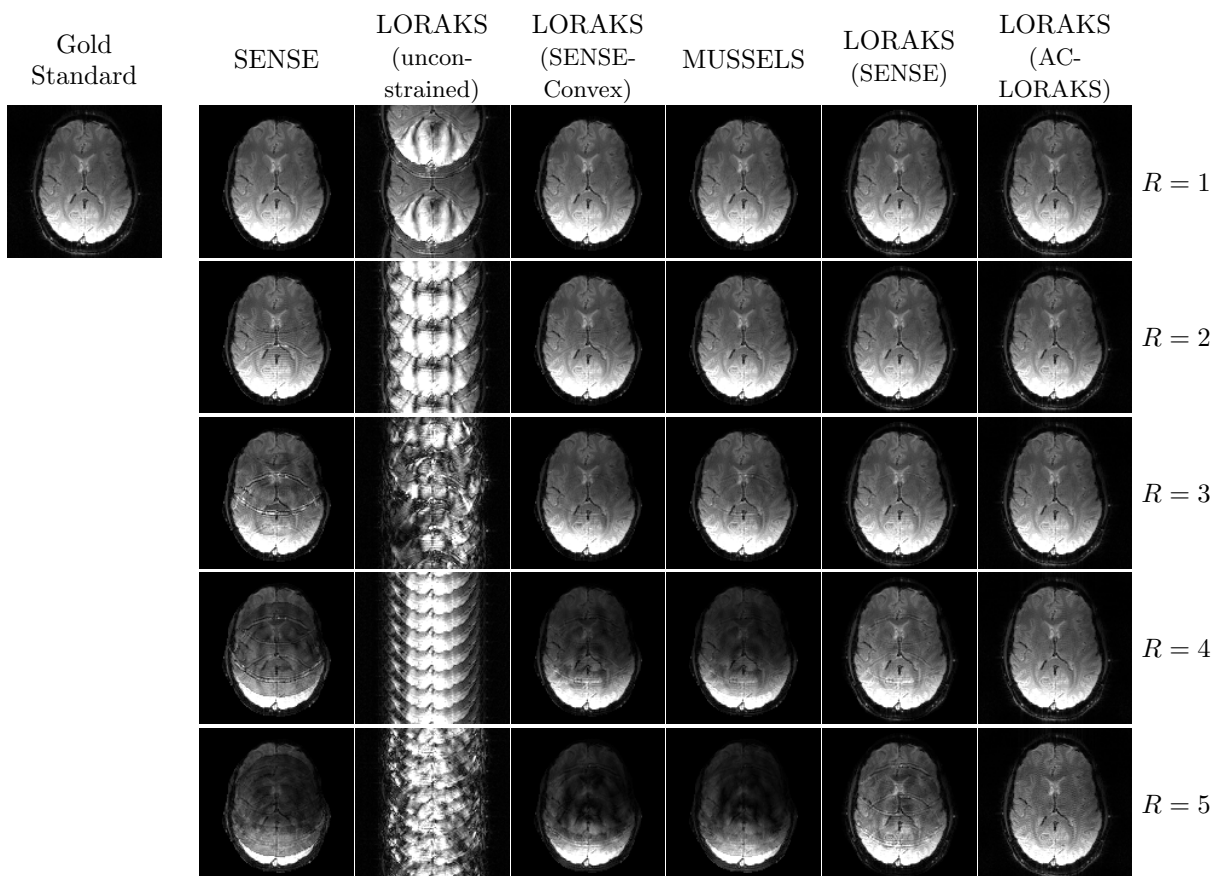 Gold
Standard
SENSE
LORAKS
(uncon-
strained)
LORAKS
(SENSE-
Convex)
MUSSELS
LORAKS
(SENSE)
LORAKS
(AC-
LORAKS)
R = 1
R = 2
R = 3
R = 4
R = 5